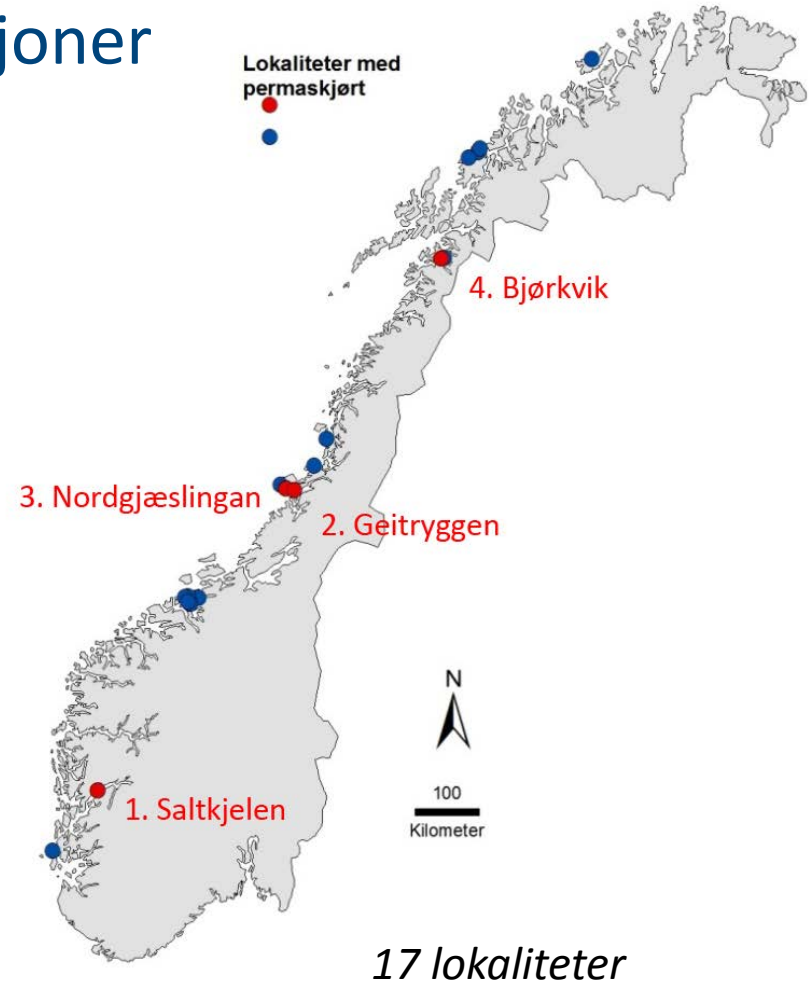 joner
Lokaliteter med
permaskjørt
4. Bjørkvik
3. Nordgjæslingan
2. Geitryggen
N
100
Kilometer
1. Saltkjelen
17 lokaliteter